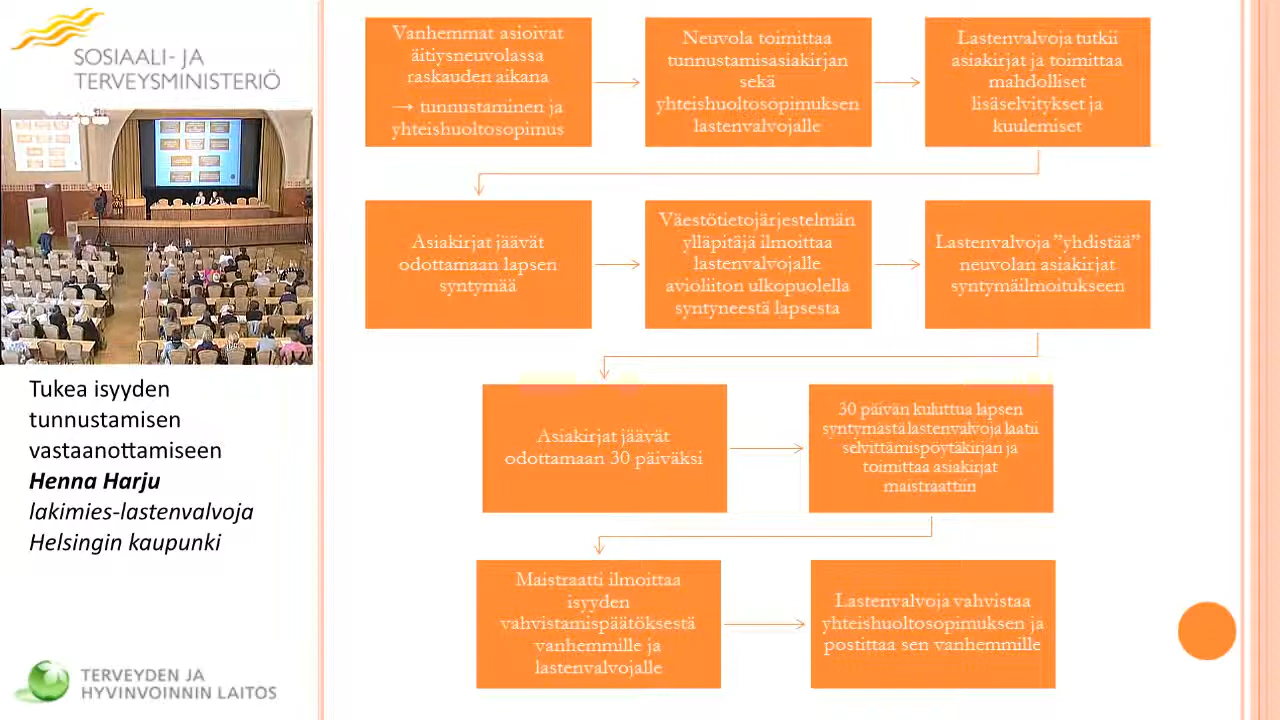 SOSIAALI- JA
TERVEYSMINISTERIÖ
Tukea isyyden
tunnustamisen
vastaanottamiseen
Henna Harju
lakimies-lastenvalvoja
Helsingin kaupunki
TERVEYDEN JA
HYVINVOINNIN LAITOS
Vanhemmat asioivat
äitiysneuvolassa
raskauden aikana
→ tunnustaminen ja
yhteishuoltosopimus
Neuvola toimittaa
tunnustamisasiakirjan
sekä
yhteishuoltosopimuksen
lastenvalvojalle
Lastenvalvoja tutkii
asiakirjat ja toimittaa
mahdolliset
lisäselvitykset ja
kuulemiset
Asiakirjat jäävät
odottamaan lapsen
syntymää
Väestötietojärjestelmän
ylläpitäjä ilmoittaa
lastenvalvojalle
avioliiton ulkopuolella
syntyneestä lapsesta
Lastenvalvoja ”yhdistää”
neuvolan asiakirjat
syntymäilmoitukseen
Asiakirjat jäävät
odottamaan 30 päiväksi
30 päivän kuluttua lapsen
syntymästä lastenvalvoja laatii
selvittämispöytäkirjan ja
toimittaa asiakirjat
maistraattiin
Maistraatti ilmoittaa
isyyden
vahvistamispäätöksestä
vanhemmille ja
lastenvalvojalle
Lastenvalvoja vahvistaa
yhteishuoltosopimuksen ja
postittaa sen vanhemmille